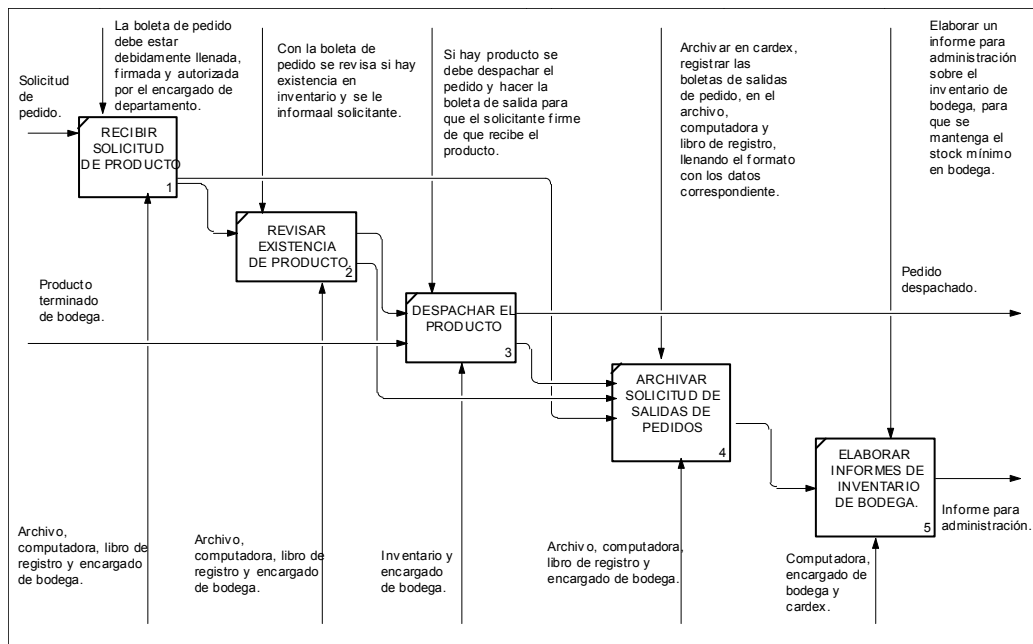 La boleta de pedido
debe estar
debidamente llenada,
firmada y autorizada
por el encargado de
departamento.
Solicitud
de
pedido.
Con la boleta de
pedido se revisa si hay
existencia en
inventario y se le
informaal solicitante.
Si hay producto se
debe despachar el
pedido y hacer la
boleta de salida para
que el solicitante firme
de que recibe el
producto.
Archivar en cardex,
registrar las
boletas de salidas
de pedido, en el
archivo,
computadora y
libro de registro,
llenando el formato
con los datos
correspondiente.
Elaborar un
informe para
administración
sobre el
inventario de
bodega, para
que se
mantenga el
stock mínimo
en bodega.
RECIBIR
SOLICITUD
DE PRODUCTO
1
REVISAR
EXISTENCIA
DE PRODUCTO.
2
Producto
terminado
de bodega.
DESPACHAR EL
PRODUCTO
3
Pedido
despachado.
ARCHIVAR
SOLICITUD DE
SALIDAS DE
PEDIDOS
4
ELABORAR
INFORMES DE
INVENTARIO
DE BODEGA.
5
Informe para
administración.
Archivo,
computadora, libro de
registro y encargado
de bodega.
Archivo,
computadora, libro de
registro y encargado
de bodega.
Inventario y
encargado
de bodega.
Archivo, computadora,
libro de registro y
encargado de bodega.
Computadora,
encargado de
bodega y
cardex.